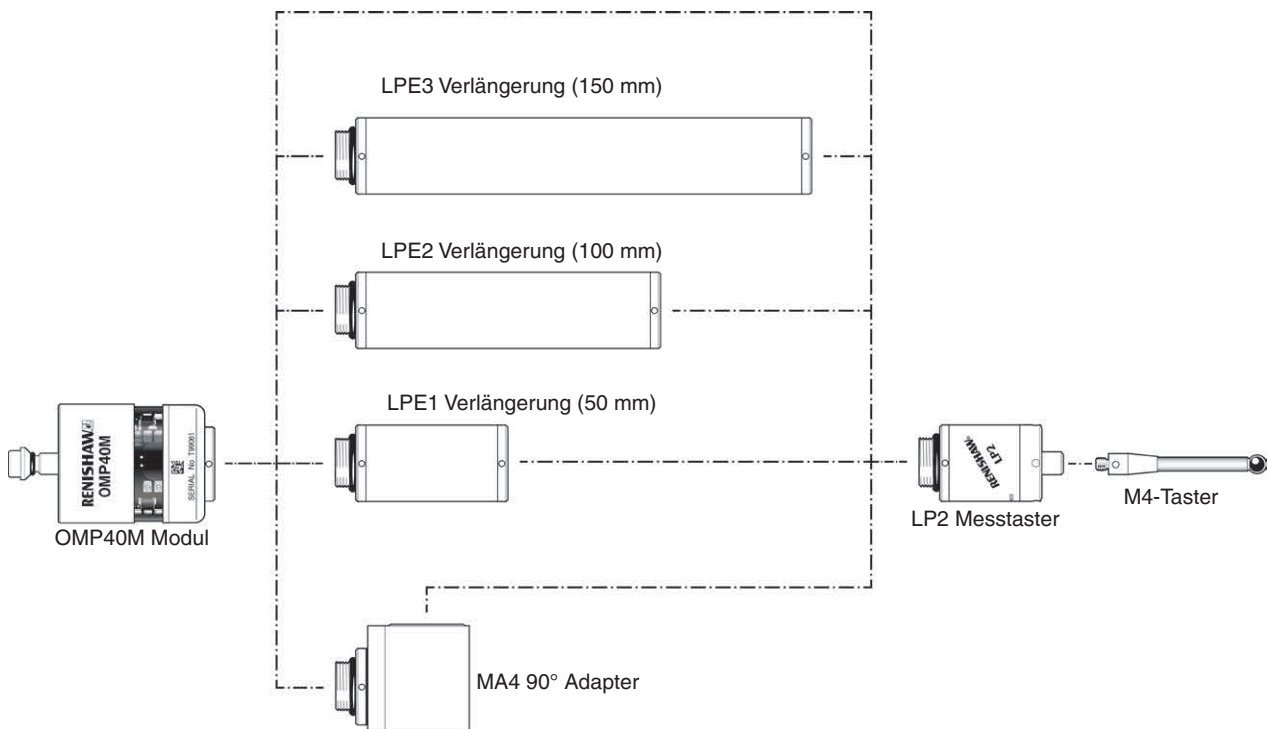 LPE3 Verlängerung (150 mm)
LPE2 Verlängerung (100 mm)
LPE1 Verlängerung (50 mm)
RENISHAW
OMP40M
SERIAL No T99061
OMP40M Modul
RENISHAW
LP2
LP2 Messtaster
M4-Taster
MA4 90° Adapter